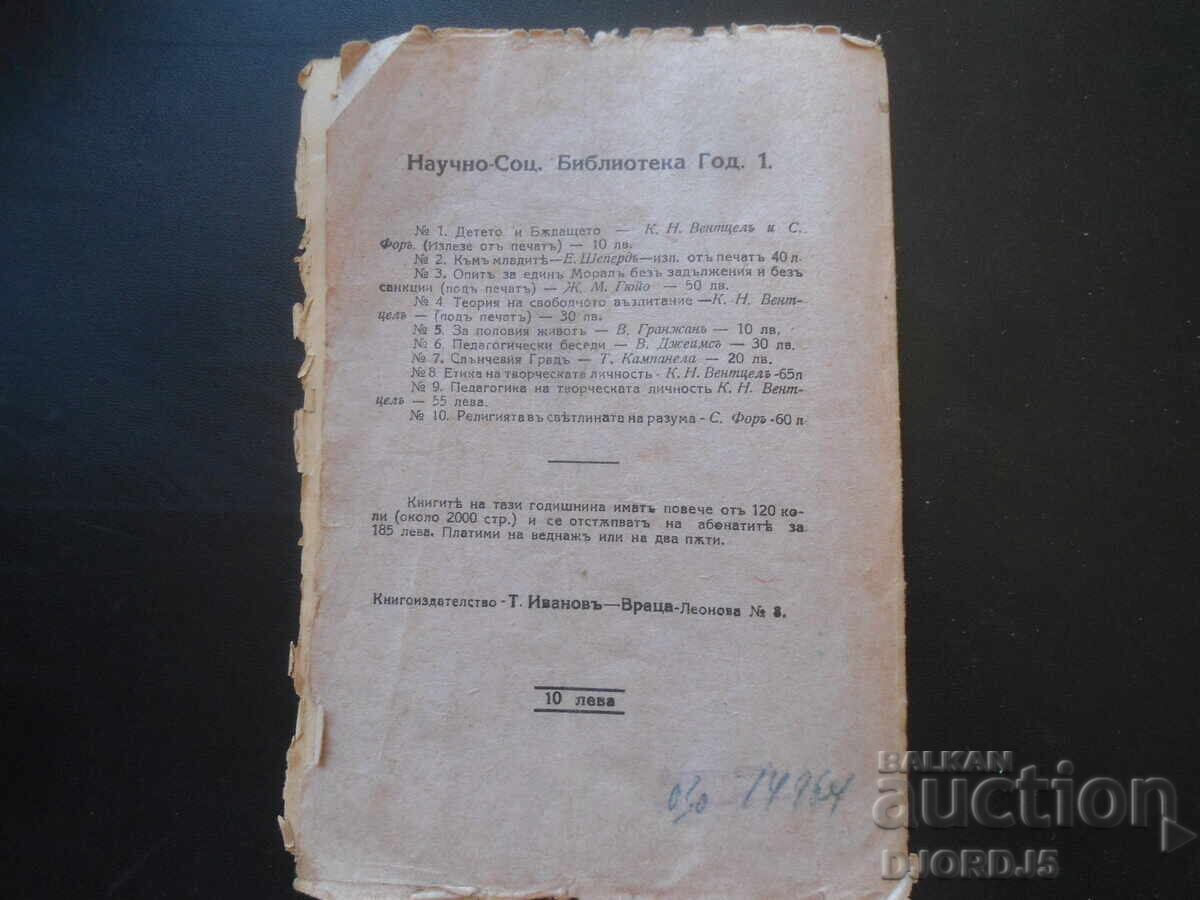 Научно-Соц. Библиотека Год. 1.
№ 1. Детето и Бѫдащето — К. Н. Вентцель и С.
Форъ. (Излезе отъ печатъ) — 10 лв.
№ 2. Къмъ младитѣ—Е. Шепердъ—изл. отъ печатъ 40 л.
№ 3. Опитъ за единъ Моралъ безъ задължения и безъ
санкции (подъ печатъ) — Ж. М. Гюйо — 50 лв.
№ 4 Теория на свободното възпитание —К. Н. Вент-
цель — (подъ печатъ) — 30 лв.
№ 5. За половия животъ — В. Гранжанъ — 10 лв.
№ 6. Педагогически беседи — В. Джеимсъ — 30 лв.
№ 7. Слънчевия Градъ — Т. Кампанела — 20 лв.
№ 8. Етика на творческата личность - К. Н. Вентцель -65л
№ 9. Педагогика на творческата личность К. Н. Вент-
цель — 55 лева.
№ 10. Религията въ свѣтлината на разума - С. Форъ -60 л
Книгитѣ на тази годишнина иматъ повече отъ 120 ко-
ли (около 2000 стр.) и се отстѫпватъ на абонатитѣ за
185 лева. Платими на веднажъ или на два пѫти.
Книгоиздателство - Т. Ивановъ—Враца-Леонова № 8.
10 лева
14964
BALKAN
auction
DJORDJ5